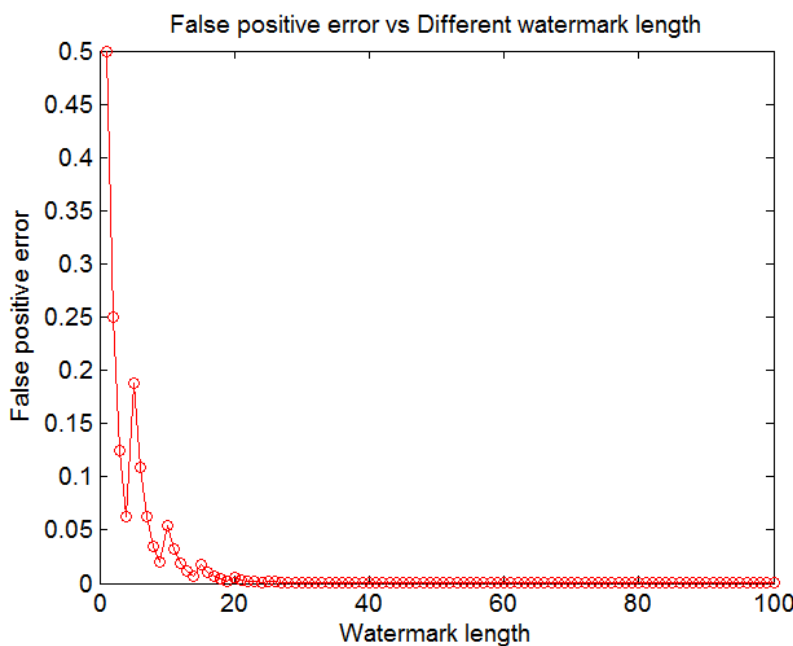 False positive error vs Different watermark length
0.5
0.45
0.4
0.35
0.3
0.25
0.2
0.15
0.1
0.05
0
False positive error
0 20 40 60 80 100
Watermark length